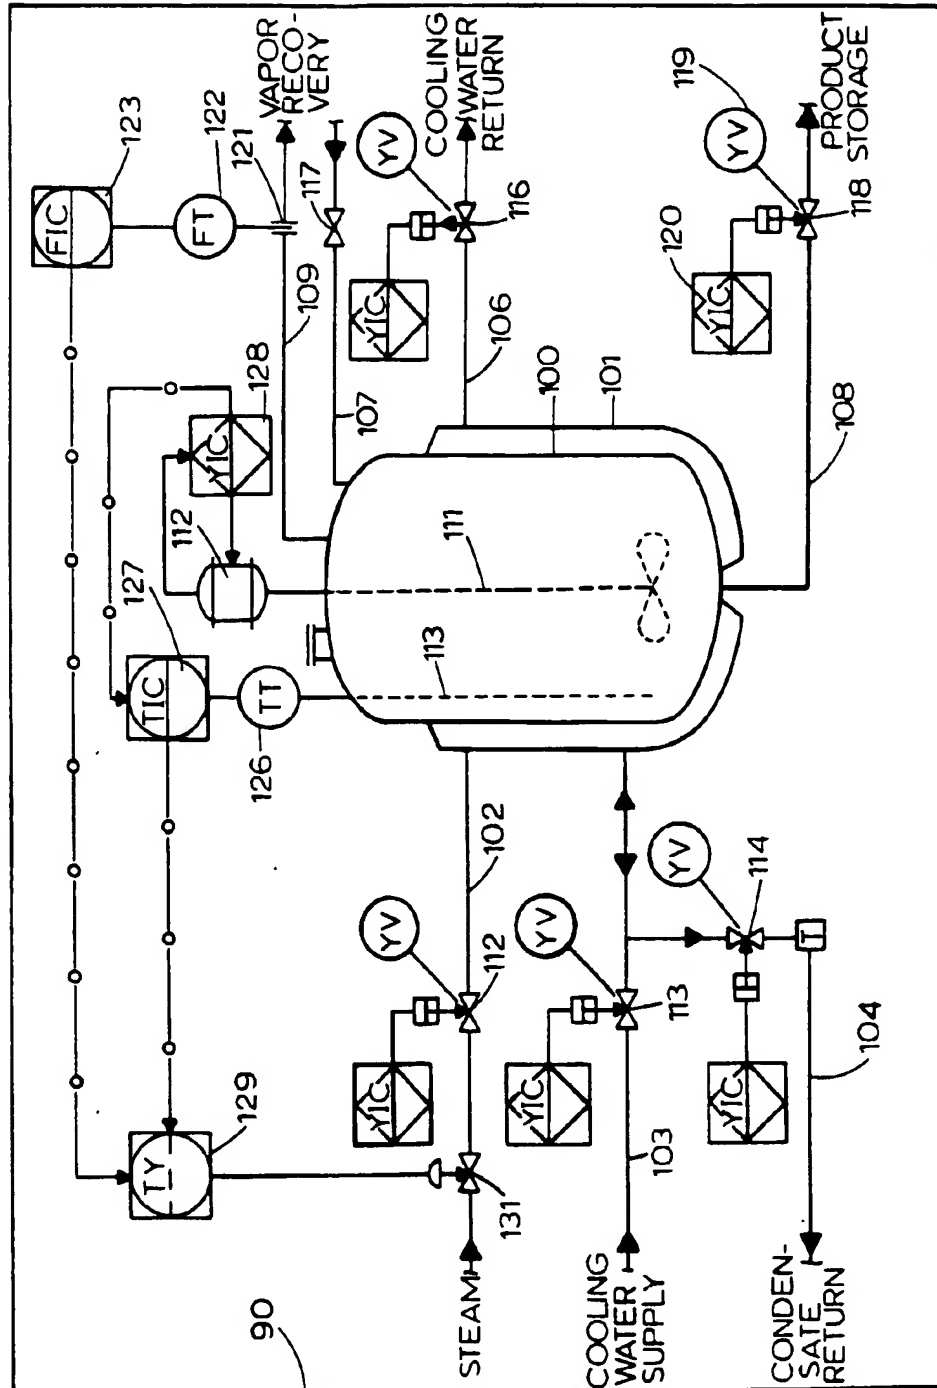 FIC
123
TY
TIC
127
112
FT
122
129
YIC
128
121
90
126
TT
VAPOR
RECO-
VERY
109
117
107
YIC
YV
YIC
YV
COOLING
WATER
RETURN
STEAM
131
112
102
113
111
106
116
YIC
YV
100
101
COOLING
WATER
SUPPLY
103
113
YIC
YV
114
YIC
120
YV
119
CONDEN-
SATE
RETURN
T
104
108
118
PRODUCT
STORAGE